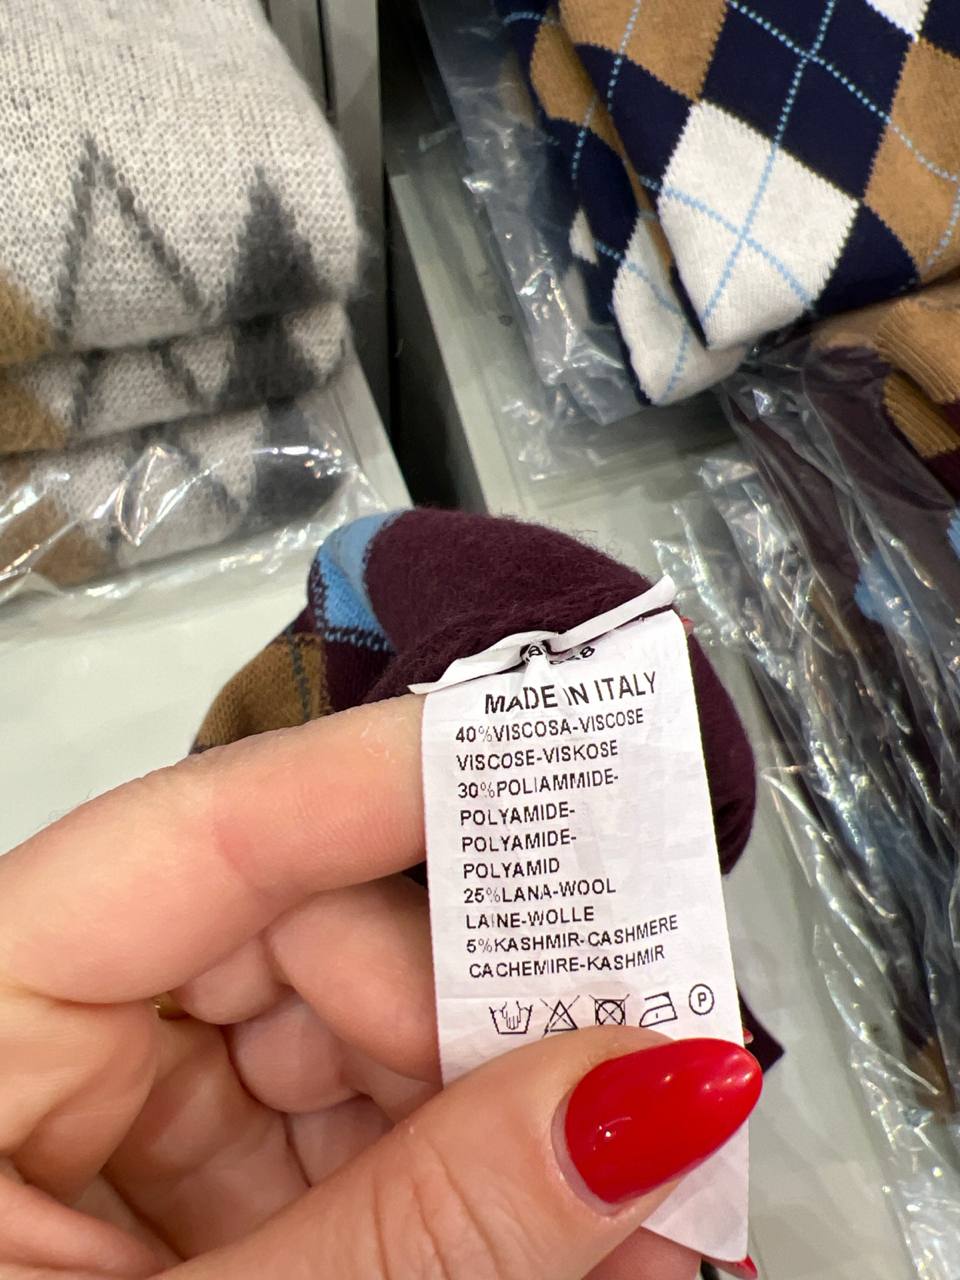 MADE IN ITALY
40%VISCOSA-VISCOSE
VISCOSE-VISKOSE
30%POLIAMMIDE-
POLYAMIDE-
POLYAMIDE-
POLYAMID
25%LANA-WOOL
LAINE-WOLLE
5%KASHMIR-CASHMERE
CACHEMIRE-KASHMIR
P